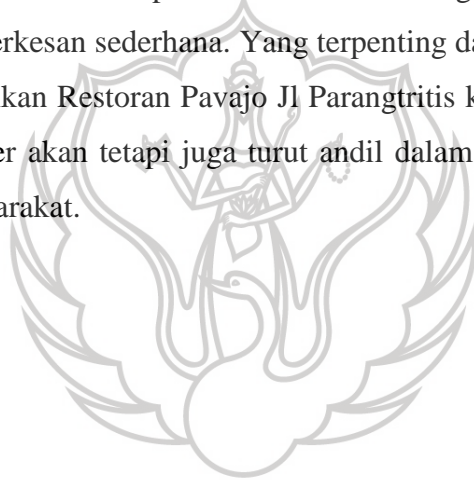 erkesan sederhana. Yang terpenting da
kan Restoran Pavajo Jl Parangtritis k
er akan tetapi juga turut andil dalam
arakat.